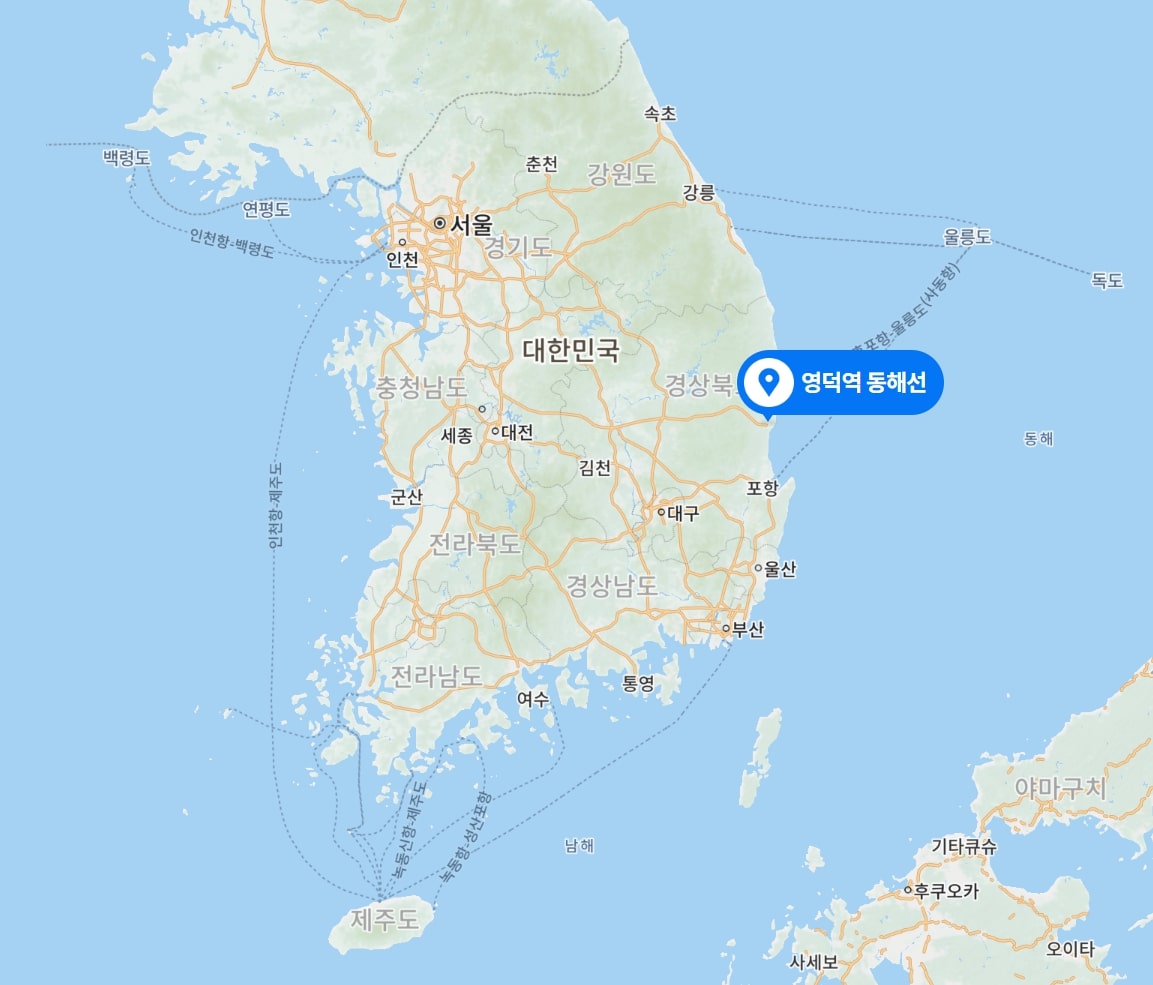 속초
백령도
춘천
강원도
강릉
연평도
서울
인천항-백령도
경기도
인천
울릉도
독도
후포항-울릉도(사동항)
대한민국
충청남도
경상북
영덕역 동해선
세종
대전
동해
김천
포항
군산
인천항-제주도
대구
전라북도
울산
경상남도
부산
전라남도
통영
여수
야마구치
녹동신항-제주도
녹동항-성산포항
남해
기타큐슈
후쿠오카
제주도
오이타
사세보